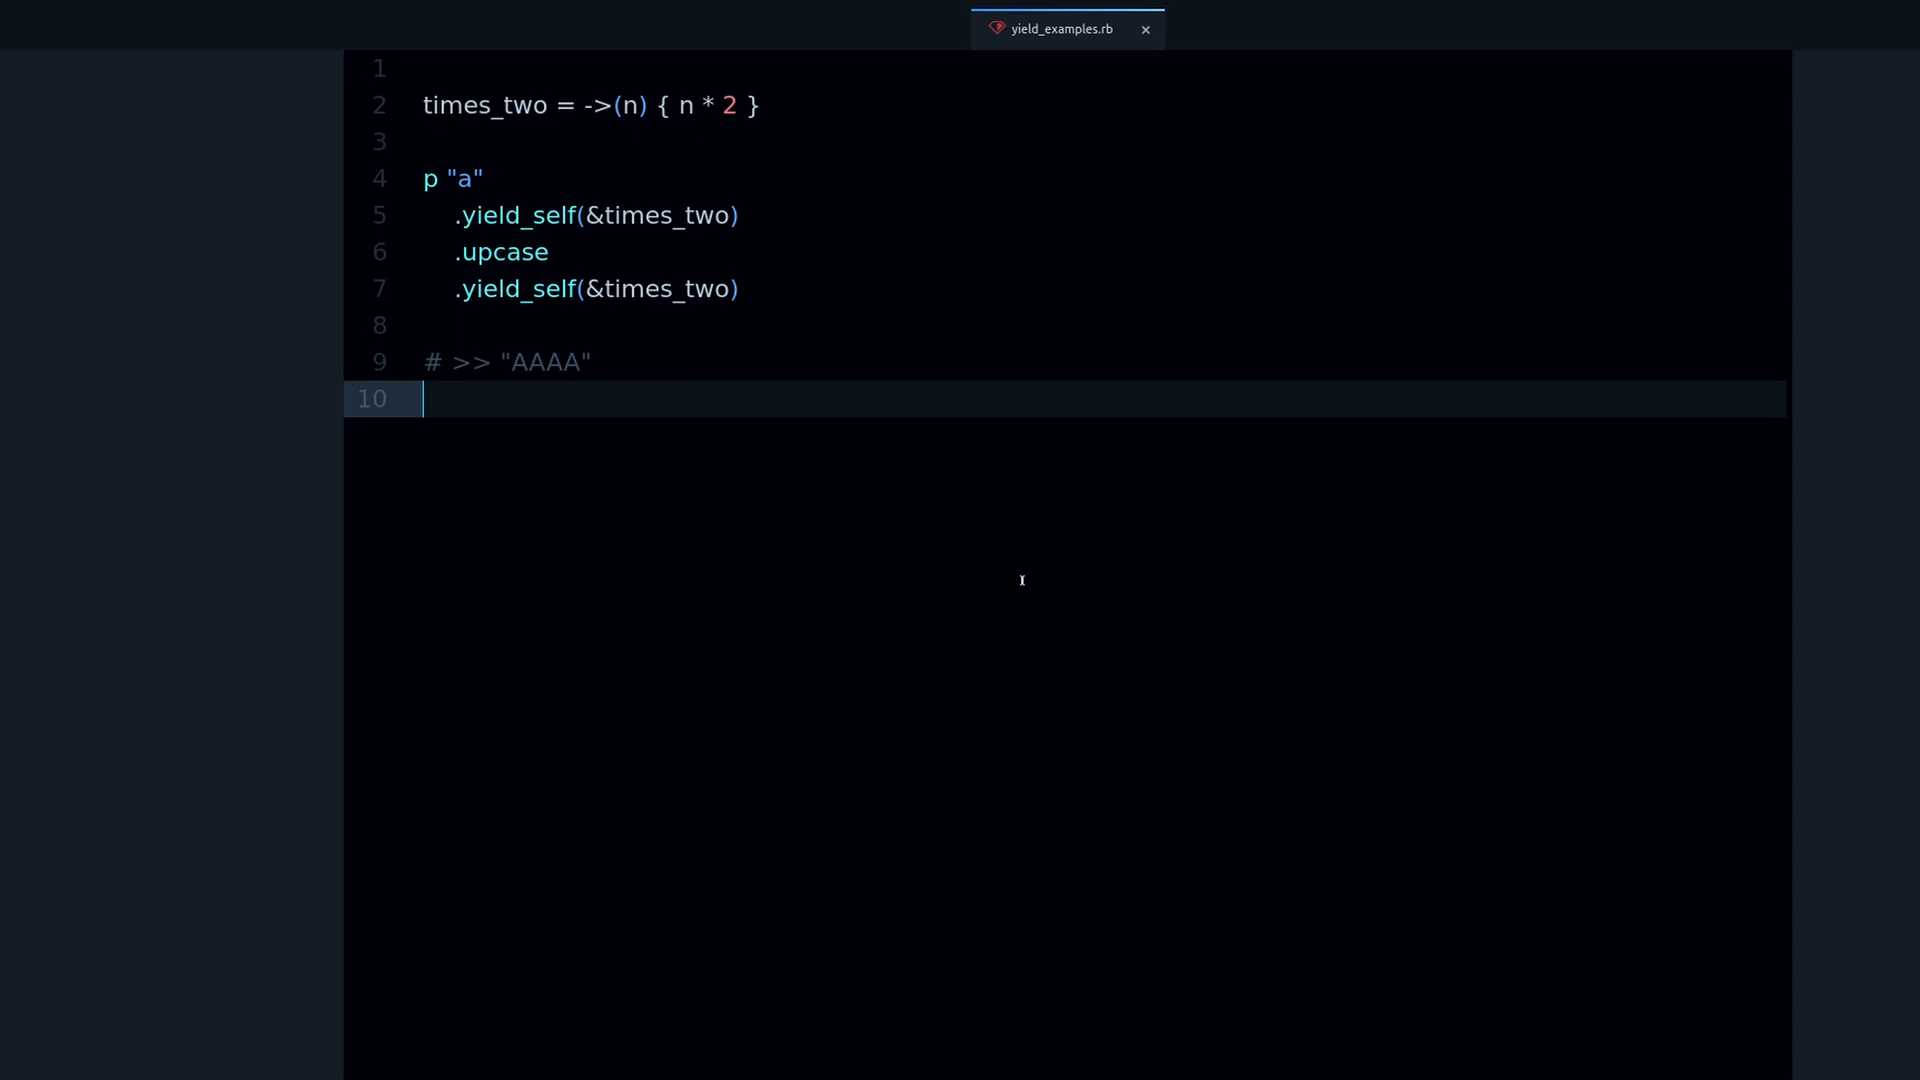 yield_examples.rb ×
1
2 times_two = ->(n) { n * 2 }
3
4 p "a"
5 .yield_self(&times_two)
6 .upcase
7 .yield_self(&times_two)
8
9 # >> "AAAA"
10